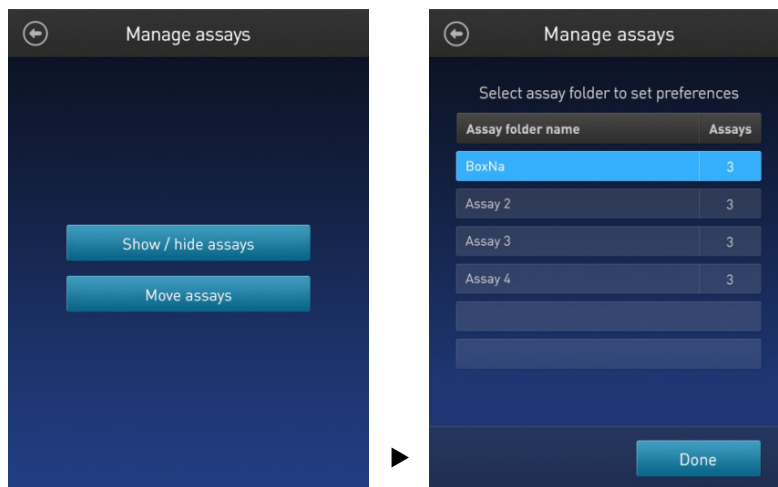 Manage assays
Show / hide assays
Move assays
Manage assays
Select assay folder to set preferences
Assay folder name Assays
BoxNa 3
Assay 2 3
Assay 3 3
Assay 4 3
Done